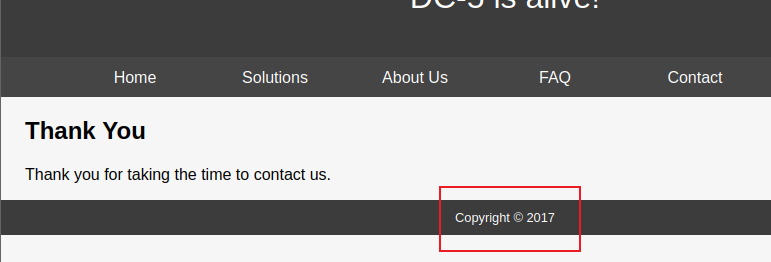 DC-5 is alive!
Home Solutions About Us FAQ Contact
Thank You
Thank you for taking the time to contact us.
Copyright © 2017